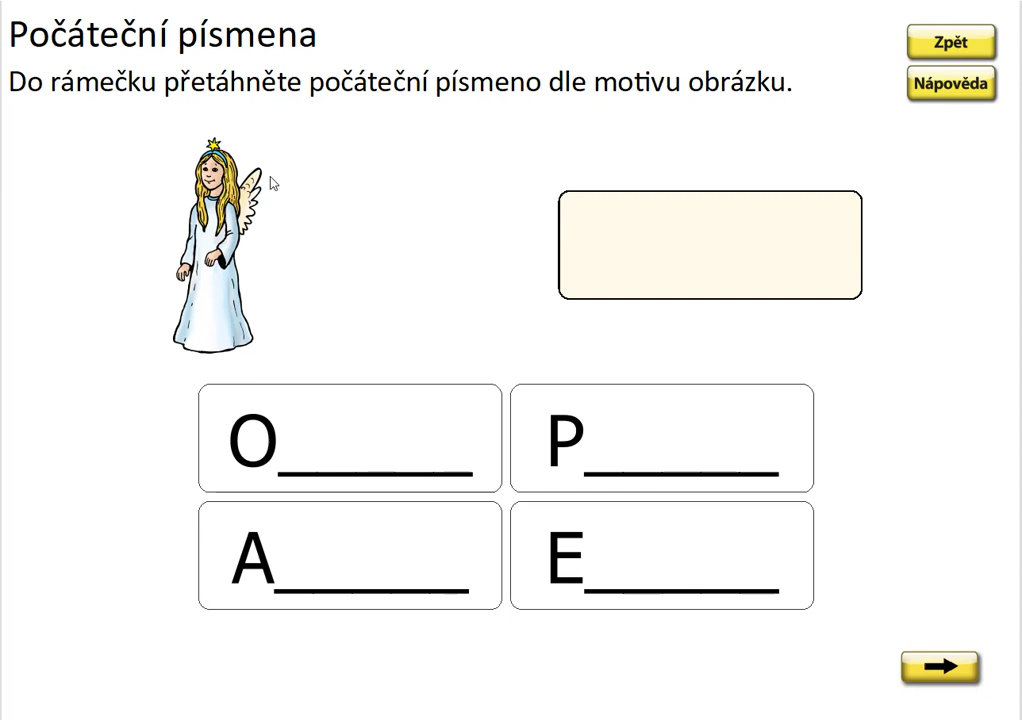 Počáteční písmena
Zpět
Do rámečku přetáhněte počáteční písmeno dle motivu obrázku.
Nápověda
O______ P______
A______ E______